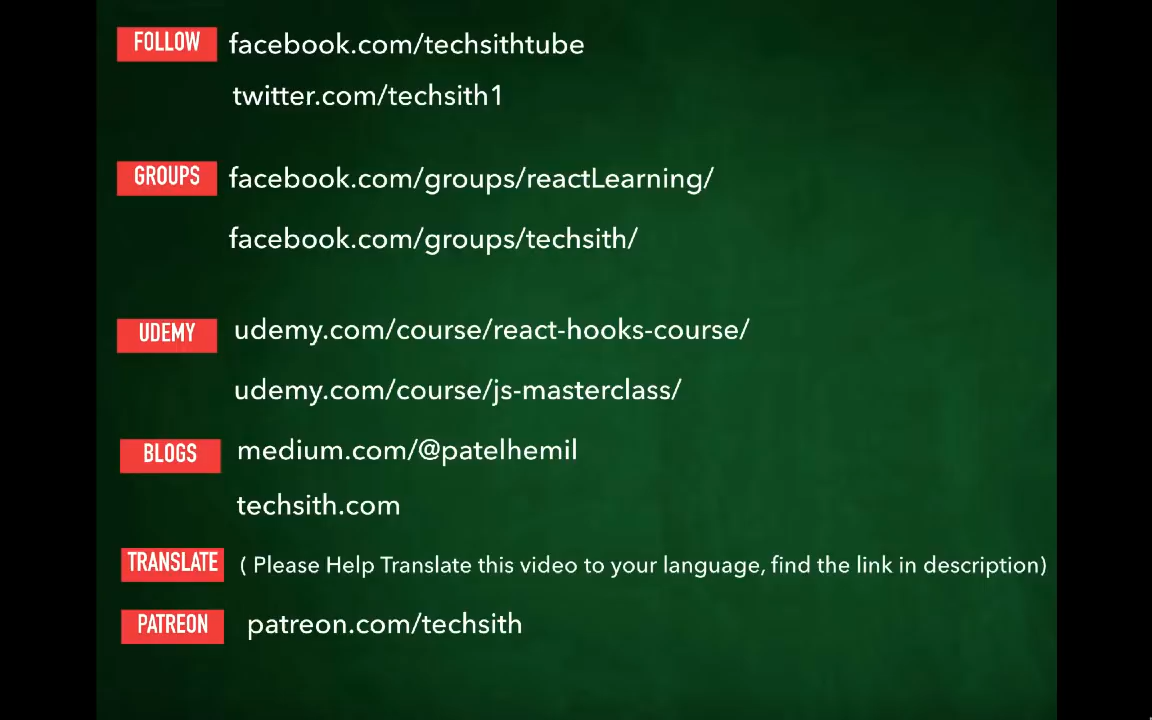 FOLLOW facebook.com/techsithtube
twitter.com/techsith1
GROUPS facebook.com/groups/reactLearning/
facebook.com/groups/techsith/
UDEMY udemy.com/course/react-hooks-course/
udemy.com/course/js-masterclass/
BLOGS medium.com/@patelhemil
techsith.com
TRANSLATE ( Please Help Translate this video to your language, find the link in description)
PATREON patreon.com/techsith